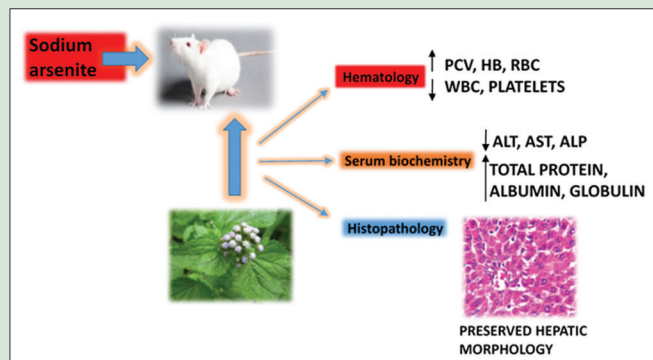 Sodium
arsenite
Hematology
PCV, HB, RBC
WBC, PLATELETS
Serum biochemistry
ALT, AST, ALP
TOTAL PROTEIN,
ALBUMIN, GLOBULIN
Histopathology
PRESERVED HEPATIC
MORPHOLOGY